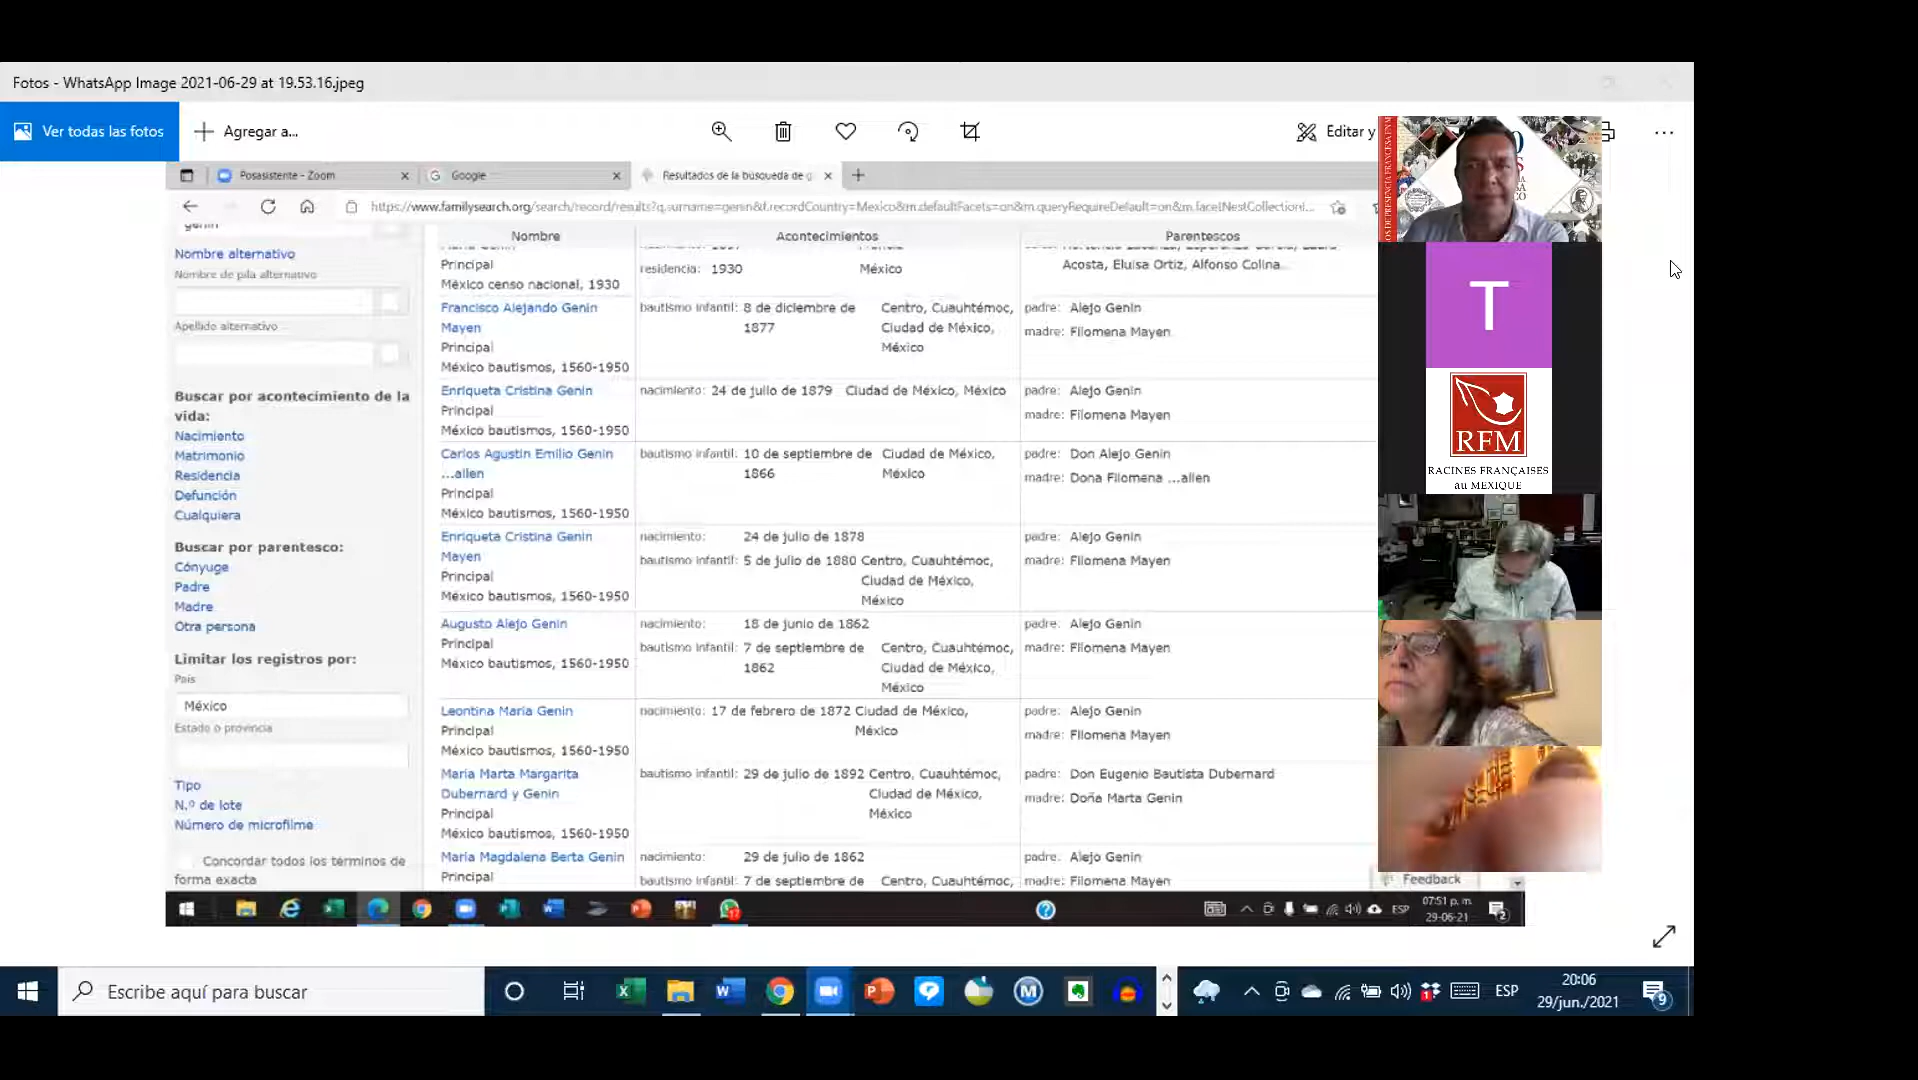 Fotos - WhatsApp Image 2021-06-29 at 19.53.16.jpeg
Ver todas las fotos
Agregar a...
Editar y
Posasistente - Zoom
Google
Resultados de la búsqueda de g
https://www.familysearch.org/search/record/results?q.surname=genin&f.recordCountry=Mexico&m.defaultFacets=on&m.queryRequireDefault=on&m.facetNestCollectionI...
genin
Nombre alternativo
Nombre de pila alternativo
Apellido alternativo
Buscar por acontecimiento de la
vida:
Nacimiento
Matrimonio
Residencia
Defunción
Cualquiera
Buscar por parentesco:
Cónyuge
Padre
Madre
Otra persona
Limitar los registros por:
País
México
Estado o provincia
Tipo
N.º de lote
Número de microfilme
Concordar todos los términos de
forma exacta
Nombre Acontecimientos Parentescos
Principal
México censo nacional, 1930
residencia: 1930 México
Acosta, Eluisa Ortiz, Alfonso Colina...
Francisco Alejando Genin
Mayen
Principal
México bautismos, 1560-1950
bautismo infantil: 8 de diciembre de
1877
Centro, Cuauhtémoc,
Ciudad de México,
México
padre: Alejo Genin
madre: Filomena Mayen
Enriqueta Cristina Genin
Principal
México bautismos, 1560-1950
nacimiento: 24 de julio de 1879 Ciudad de México, México
padre: Alejo Genin
madre: Filomena Mayen
Carlos Agustin Emilio Genin
...allen
Principal
México bautismos, 1560-1950
bautismo infantil: 10 de septiembre de
1866
Ciudad de México,
México
padre: Don Alejo Genin
madre: Dona Filomena ...allen
Enriqueta Cristina Genin
Mayen
Principal
México bautismos, 1560-1950
nacimiento: 24 de julio de 1878
bautismo infantil: 5 de julio de 1880 Centro, Cuauhtémoc,
Ciudad de México,
México
padre: Alejo Genin
madre: Filomena Mayen
Augusto Alejo Genin
Principal
México bautismos, 1560-1950
nacimiento: 18 de junio de 1862
bautismo infantil: 7 de septiembre de
1862
Centro, Cuauhtémoc,
Ciudad de México,
México
padre: Alejo Genin
madre: Filomena Mayen
Leontina Maria Genin
Principal
México bautismos, 1560-1950
nacimiento: 17 de febrero de 1872 Ciudad de México,
México
padre: Alejo Genin
madre: Filomena Mayen
Maria Marta Margarita
Dubernard y Genin
Principal
México bautismos, 1560-1950
bautismo infantil: 29 de julio de 1892 Centro, Cuauhtémoc,
Ciudad de México,
México
padre: Don Eugenio Bautista Dubernard
madre: Doña Marta Genin
Maria Magdalena Berta Genin
Principal
nacimiento: 29 de julio de 1862
bautismo infantil: 7 de septiembre de Centro, Cuauhtémoc,
padre: Alejo Genin
madre: Filomena Mayen
Feedback
T
RFM
RACINES FRANÇAISES
au MEXIQUE
ESP
07:51 p. m.
29-06-21
2
Escribe aquí para buscar
ESP
20:06
29/jun./2021
9